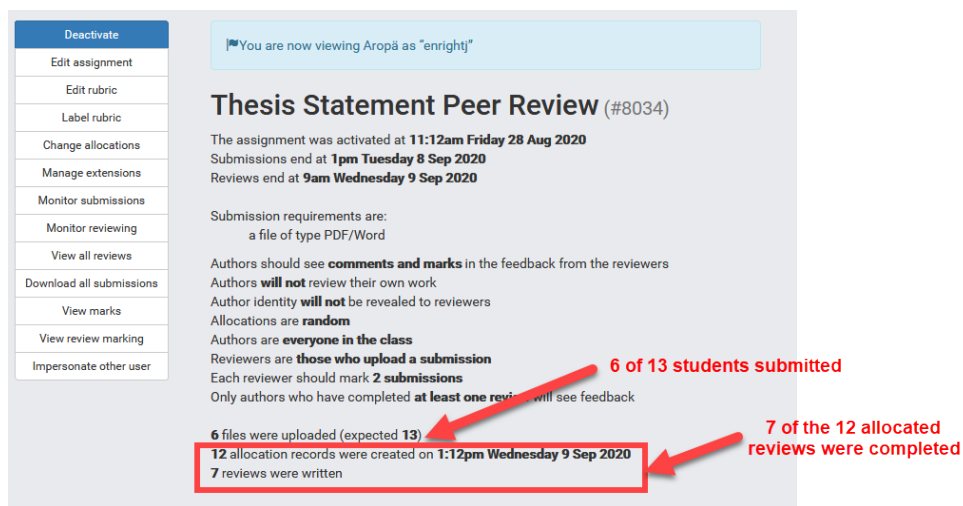 Deactivate
Edit assignment
Edit rubric
Label rubric
Change allocations
Manage extensions
Monitor submissions
Monitor reviewing
View all reviews
Download all submissions
View marks
View review marking
Impersonate other user
You are now viewing Aropä as “enrightj”
Thesis Statement Peer Review (#8034)
The assignment was activated at 11:12am Friday 28 Aug 2020
Submissions end at 1pm Tuesday 8 Sep 2020
Reviews end at 9am Wednesday 9 Sep 2020
Submission requirements are:
a file of type PDF/Word
Authors should see comments and marks in the feedback from the reviewers
Authors will not review their own work
Author identity will not be revealed to reviewers
Allocations are random
Authors are everyone in the class
Reviewers are those who upload a submission
Each reviewer should mark 2 submissions
Only authors who have completed at least one review will see feedback
6 files were uploaded (expected 13)
12 allocation records were created on 1:12pm Wednesday 9 Sep 2020
7 reviews were written
6 of 13 students submitted
7 of the 12 allocated
reviews were completed